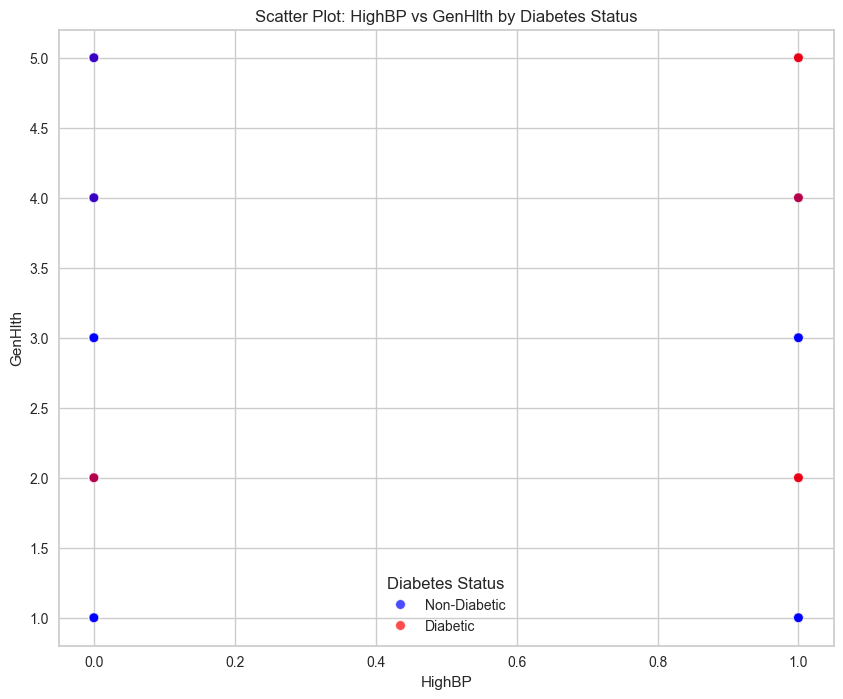 Scatter Plot: HighBP vs GenHlth by Diabetes Status
5.0
4.5
4.0
3.5
3.0
2.5
2.0
1.5
1.0
GenHlth
Diabetes Status
Non-Diabetic
Diabetic
0.0 0.2 0.4 0.6 0.8 1.0
HighBP